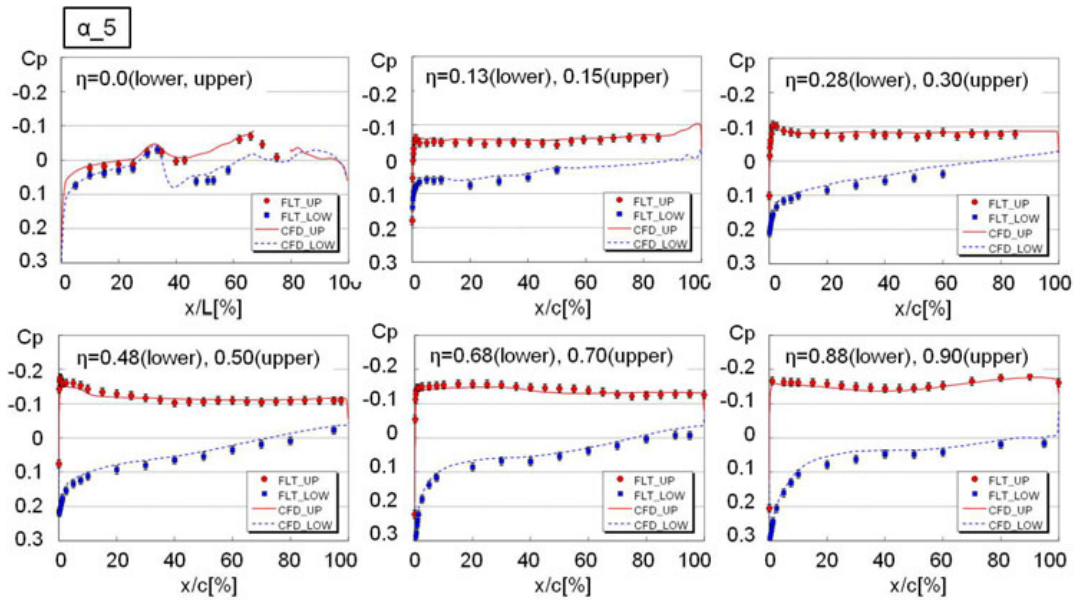 α_5
Cp
η=0.0(lower, upper)
-0.2
-0.1
0
0.1
0.2
0.3
FLT_UP
FLT_LOW
CFD_UP
CFD_LOW
0 20 40 60 80 100
x/L[%]
Cp
η=0.13(lower), 0.15(upper)
-0.2
-0.1
0
0.1
0.2
0.3
FLT_UP
FLT_LOW
CFD_UP
CFD_LOW
0 20 40 60 80 100
x/c[%]
Cp
η=0.28(lower), 0.30(upper)
-0.2
-0.1
0
0.1
0.2
0.3
FLT_UP
FLT_LOW
CFD_UP
CFD_LOW
0 20 40 60 80 100
x/c[%]
Cp
η=0.48(lower), 0.50(upper)
-0.2
-0.1
0
0.1
0.2
0.3
FLT_UP
FLT_LOW
CFD_UP
CFD_LOW
0 20 40 60 80 100
x/c[%]
Cp
η=0.68(lower), 0.70(upper)
-0.2
-0.1
0
0.1
0.2
0.3
FLT_UP
FLT_LOW
CFD_UP
CFD_LOW
0 20 40 60 80 100
x/c[%]
Cp
η=0.88(lower), 0.90(upper)
-0.2
-0.1
0
0.1
0.2
0.3
FLT_UP
FLT_LOW
CFD_UP
CFD_LOW
0 20 40 60 80 100
x/c[%]